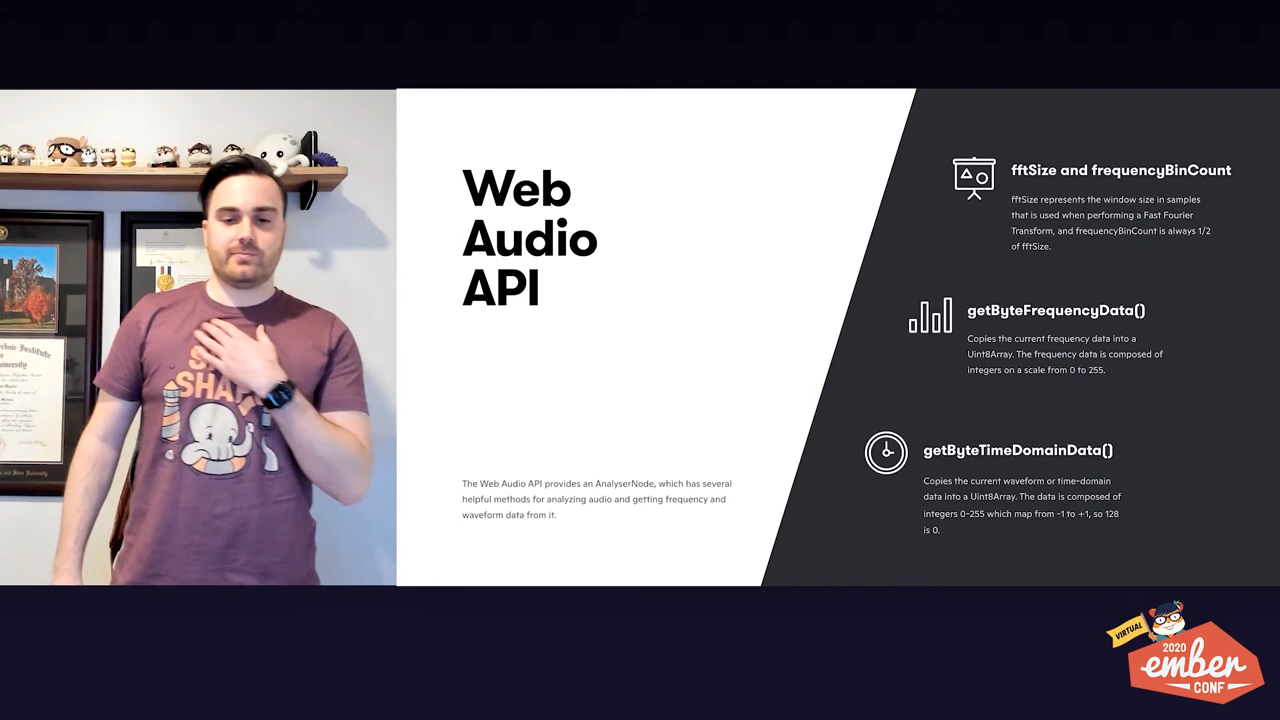 Web
Audio
API
The Web Audio API provides an AnalyserNode, which has several
helpful methods for analyzing audio and getting frequency and
waveform data from it.
fftSize and frequencyBinCount
fftSize represents the window size in samples
that is used when performing a Fast Fourier
Transform, and frequencyBinCount is always 1/2
of fftSize.
getByteFrequencyData()
Copies the current frequency data into a
Uint8Array. The frequency data is composed of
integers on a scale from 0 to 255.
getByteTimeDomainData()
Copies the current waveform or time-domain
data into a Uint8Array. The data is composed of
integers 0-255 which map from -1 to +1, so 128
is 0.
VIRTUAL
2020
ember
CONF